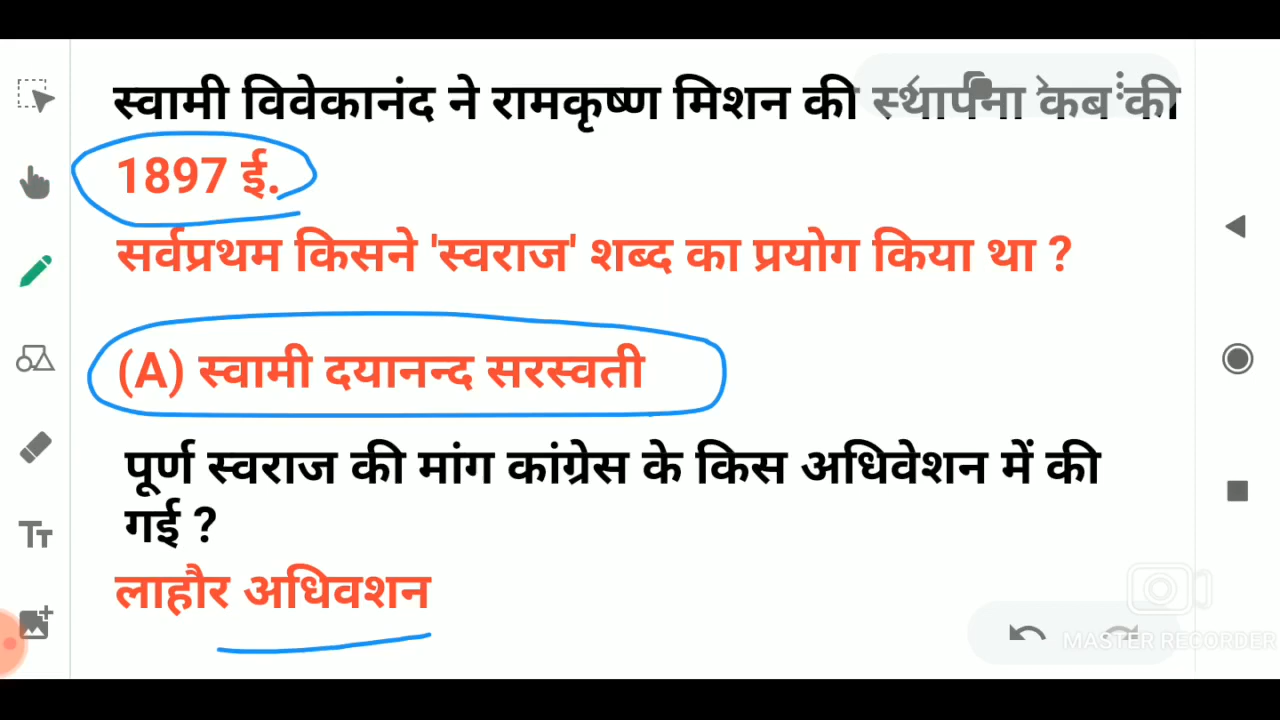 स्वामी विवेकानंद ने रामकृष्ण मिशन की स्थापना कब की
1897 ई.
सर्वप्रथम किसने 'स्वराज' शब्द का प्रयोग किया था ?
(A) स्वामी दयानन्द सरस्वती
पूर्ण स्वराज की मांग कांग्रेस के किस अधिवेशन में की
गई ?
लाहौर अधिवशन
Tт
MASTER RECORDER